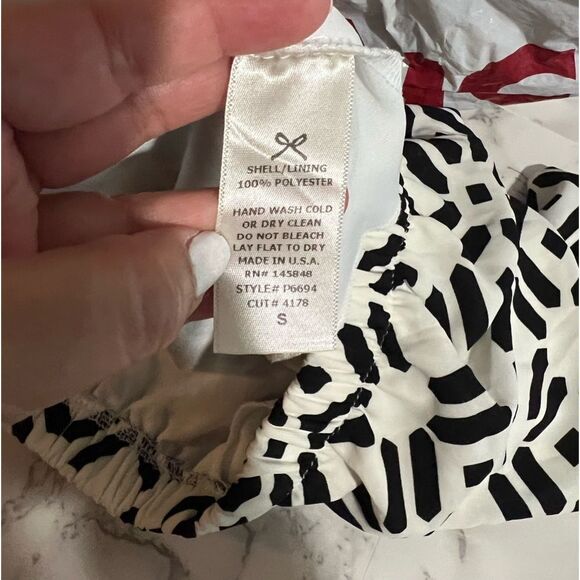 SHELL/LINING
100% POLYESTER
HAND WASH COLD
OR DRY CLEAN
DO NOT BLEACH
LAY FLAT TO DRY
MADE IN U.S.A.
RN# 145848
STYLE# P6694
CUT# 4178
S